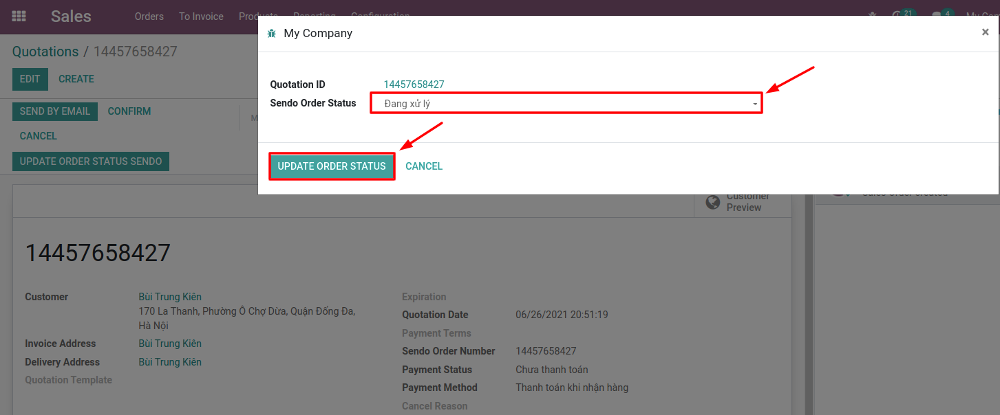 Sales
Orders
To Invoice
Products
Reporting
Configuration
21
4
My Com
Quotations / 14457658427
EDIT
CREATE
SEND BY EMAIL
CONFIRM
CANCEL
UPDATE ORDER STATUS SENDO
My Company
×
Quotation ID
14457658427
Sendo Order Status
Đang xử lý
UPDATE ORDER STATUS
CANCEL
Customer
Preview
Sales Order created
14457658427
Customer
Bùi Trung Kiên
170 La Thanh, Phường Ô Chợ Dừa, Quận Đống Đa,
Hà Nội
Invoice Address
Bùi Trung Kiên
Delivery Address
Bùi Trung Kiên
Quotation Template
Expiration
Quotation Date
06/26/2021 20:51:19
Payment Terms
Sendo Order Number
14457658427
Payment Status
Chưa thanh toán
Payment Method
Thanh toán khi nhận hàng
Cancel Reason